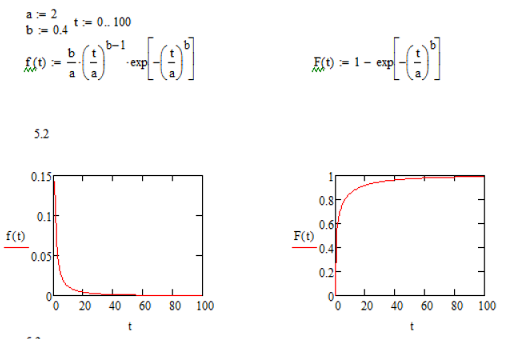 a := 2
b := 0.4
t := 0.. 100
f(t) := b/a·(t/a)^b−1 ·exp[−(t/a)^b]
F(t) := 1 − exp[−(t/a)^b]
5.2
0.15
0.1
0.05
0
f(t)
0 20 40 60 80 100
t
1
0.8
0.6
0.4
0.2
0
F(t)
0 20 40 60 80 100
t